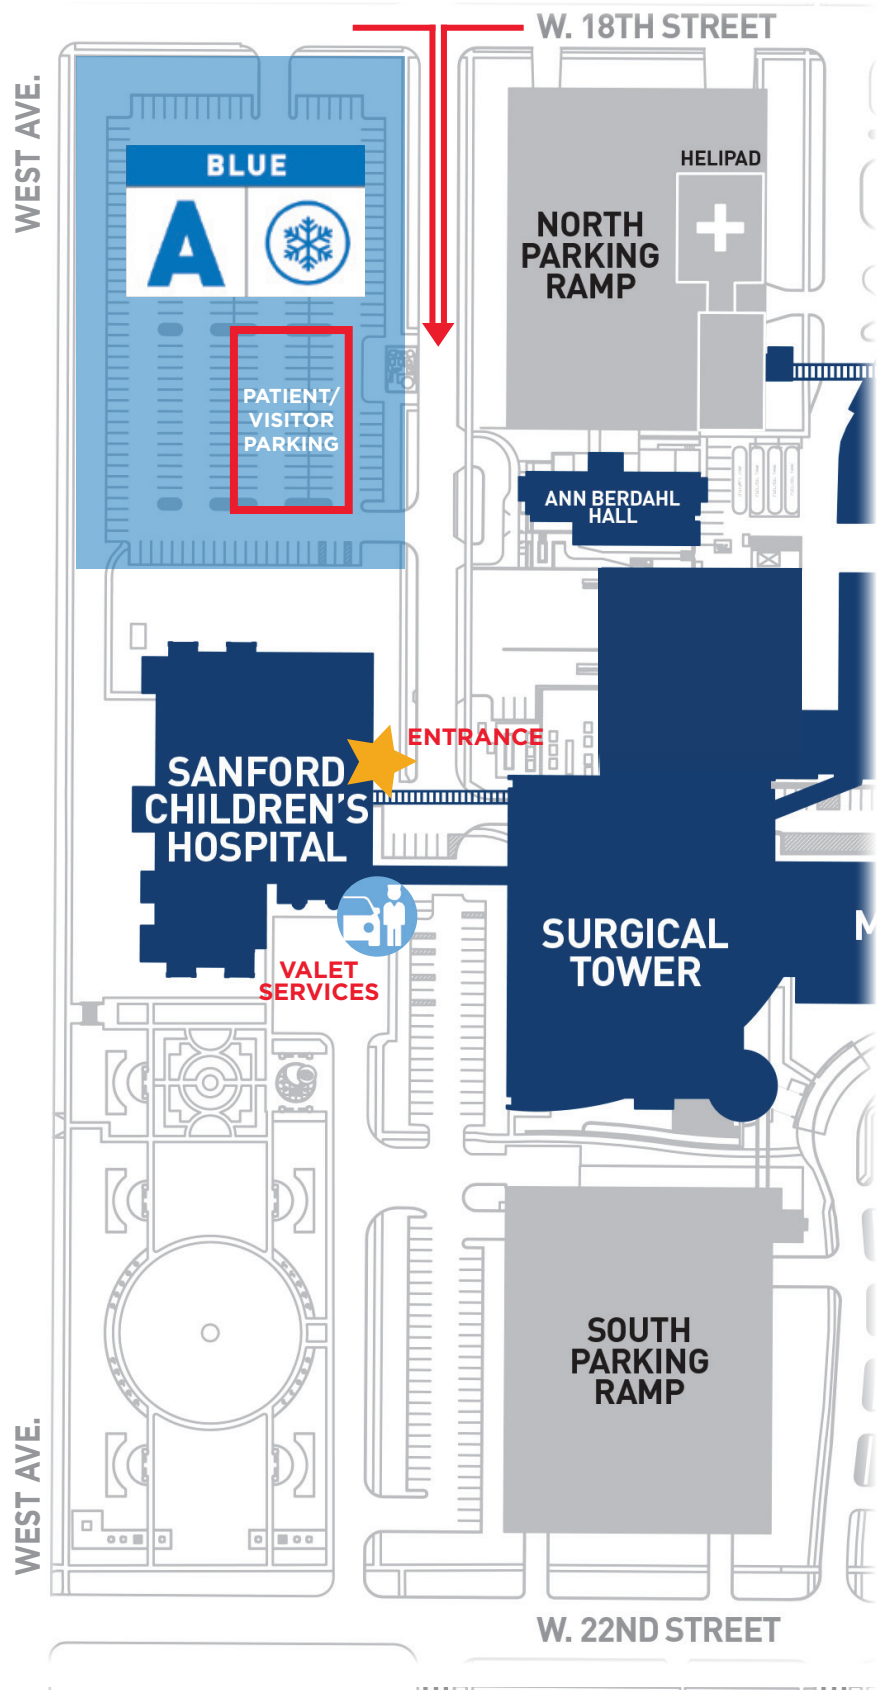 W. 18TH STREET
WEST AVE.
BLUE
A
HELIPAD
NORTH
PARKING
RAMP
PATIENT/
VISITOR
PARKING
ANN BERDAHL
HALL
ENTRANCE
SANFORD
CHILDREN'S
HOSPITAL
SURGICAL
TOWER
M
VALET
SERVICES
SOUTH
PARKING
RAMP
WEST AVE.
W. 22ND STREET